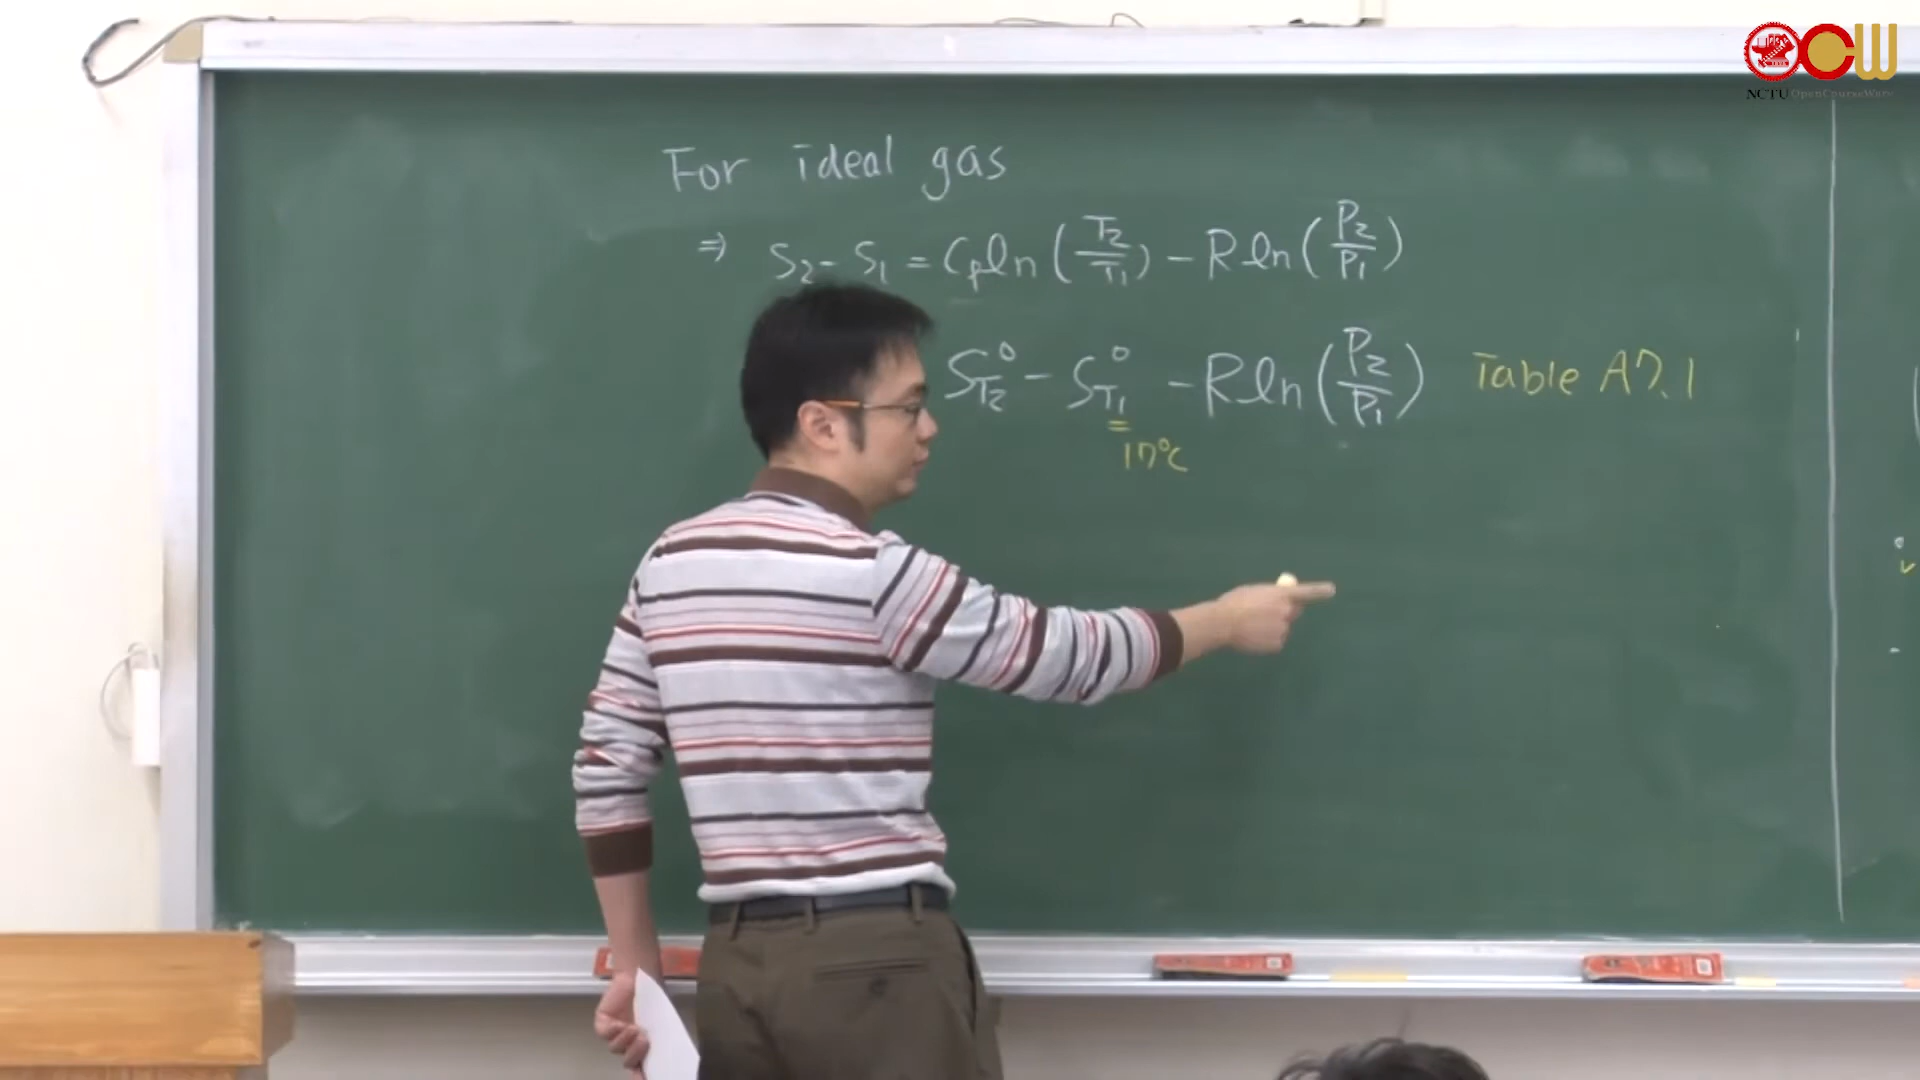 OCW
NCTU OpenCourseWare
For ideal gas
⇒ S₂ - S₁ = Cp ln (T₂/T₁) - R ln (P₂/P₁)
S°T₂ - S°T₁ - R ln (P₂/P₁) Table A7.1
=
17°C